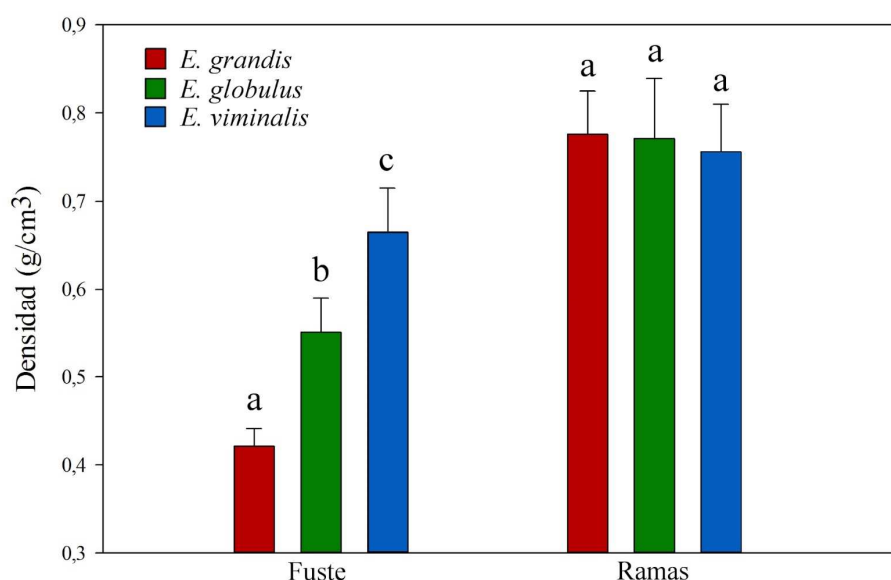 0,9
0,8
0,7
0,6
0,5
0,4
0,3
Densidad (g/cm3)
E. grandis
E. globulus
E. viminalis
a
b
c
a
a
a
Fuste
Ramas